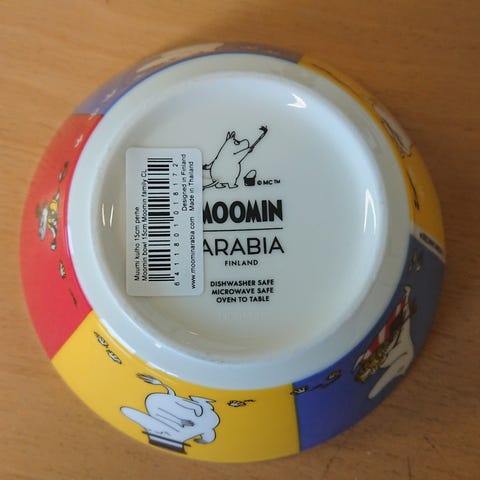 Muumi kulho 15cm perhe
Moomin bowl 15cm Moomin family CL
6 411801 018172
www.moominarabia.com
Designed in Finland
Made in Thailand
© MC™
MOOMIN
ARABIA
FINLAND
DISHWASHER SAFE
MICROWAVE SAFE
OVEN TO TABLE